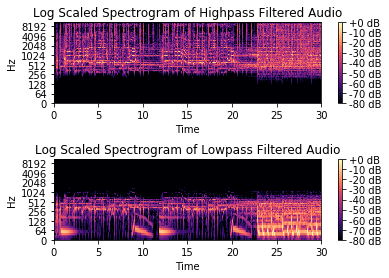 Log Scaled Spectrogram of Highpass Filtered Audio
8192
4096
2048
1024
512
256
128
64
0
Hz
0 5 10 15 20 25 30
Time
+0 dB
-10 dB
-20 dB
-30 dB
-40 dB
-50 dB
-60 dB
-70 dB
-80 dB
Log Scaled Spectrogram of Lowpass Filtered Audio
8192
4096
2048
1024
512
256
128
64
0
Hz
0 5 10 15 20 25 30
Time
+0 dB
-10 dB
-20 dB
-30 dB
-40 dB
-50 dB
-60 dB
-70 dB
-80 dB